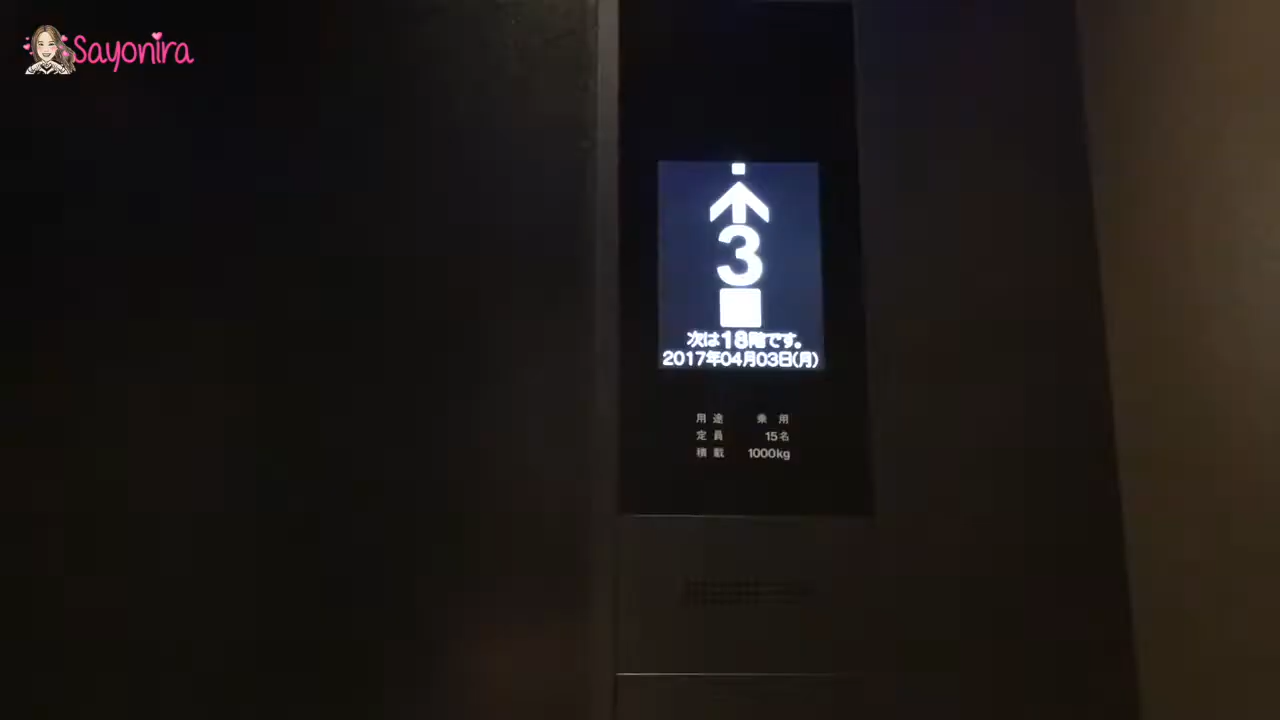 Sayonira
3
次は18階です。
2017年04月03日(月)
用途 乗用
定員 15名
積載 1000kg